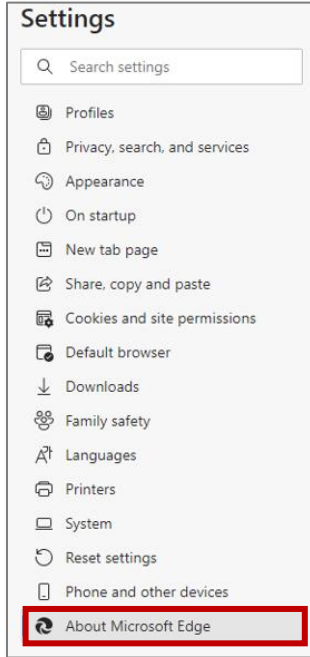 Settings
Search settings
Profiles
Privacy, search, and services
Appearance
On startup
New tab page
Share, copy and paste
Cookies and site permissions
Default browser
Downloads
Family safety
Languages
Printers
System
Reset settings
Phone and other devices
About Microsoft Edge